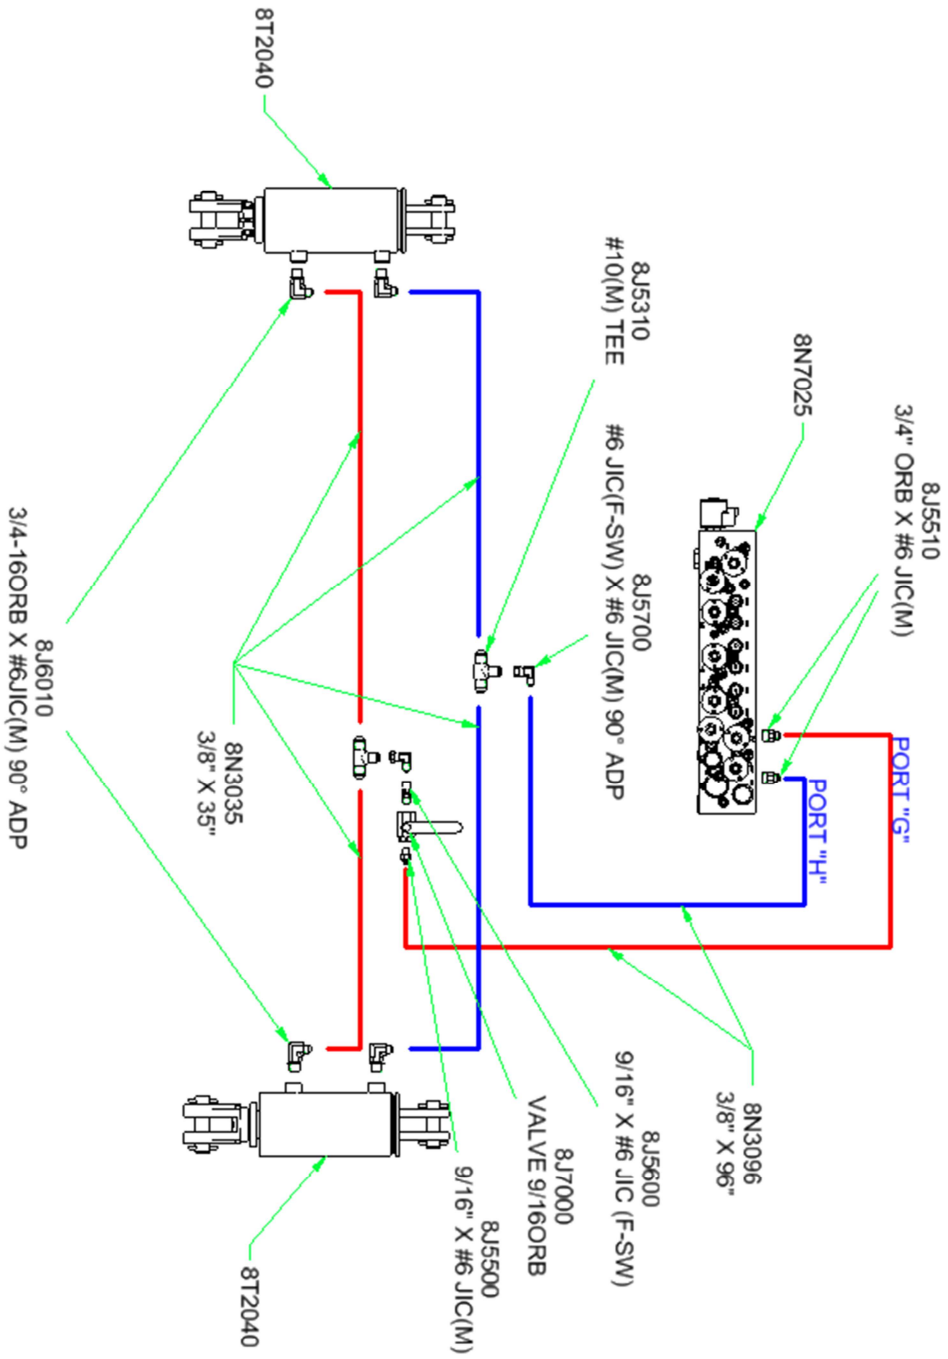 8J5510
3/4" ORB X #6 JIC(M)
PORT "G"
PORT "H"
8N3096
3/8" X 96"
8N7025
8J5310
#10(M) TEE
8J5700
#6 JIC(F-SW) X #6 JIC(M) 90° ADP
8J5600
9/16" X #6 JIC (F-SW)
8J7000
VALVE 9/16ORB
8J5500
9/16" X #6 JIC(M)
8T2040
8T2040
8N3035
3/8" X 35"
8J6010
3/4-16ORB X #6JIC(M) 90° ADP